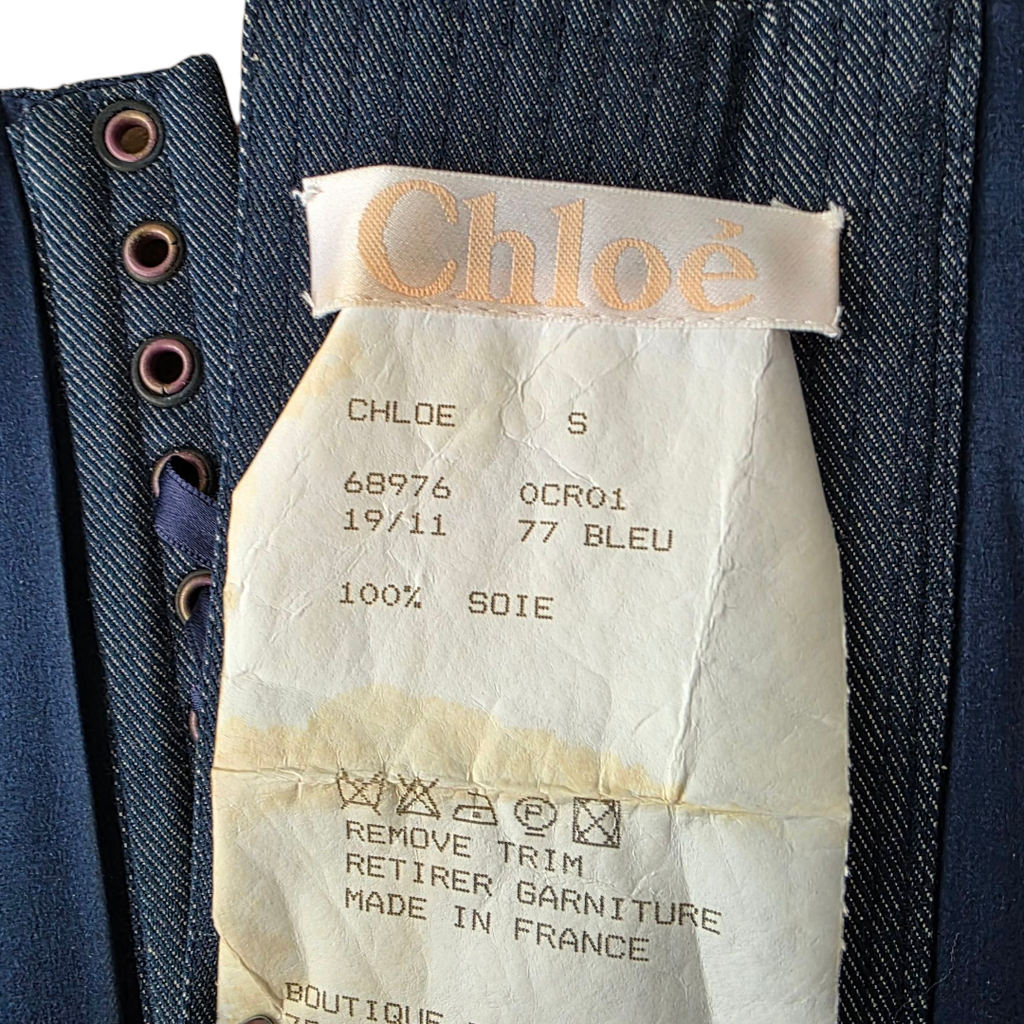 Chloé
CHLOE S
68976 OCR01
19/11 77 BLEU
100% SOIE
P
REMOVE TRIM
RETIRER GARNITURE
MADE IN FRANCE
BOUTIQUE